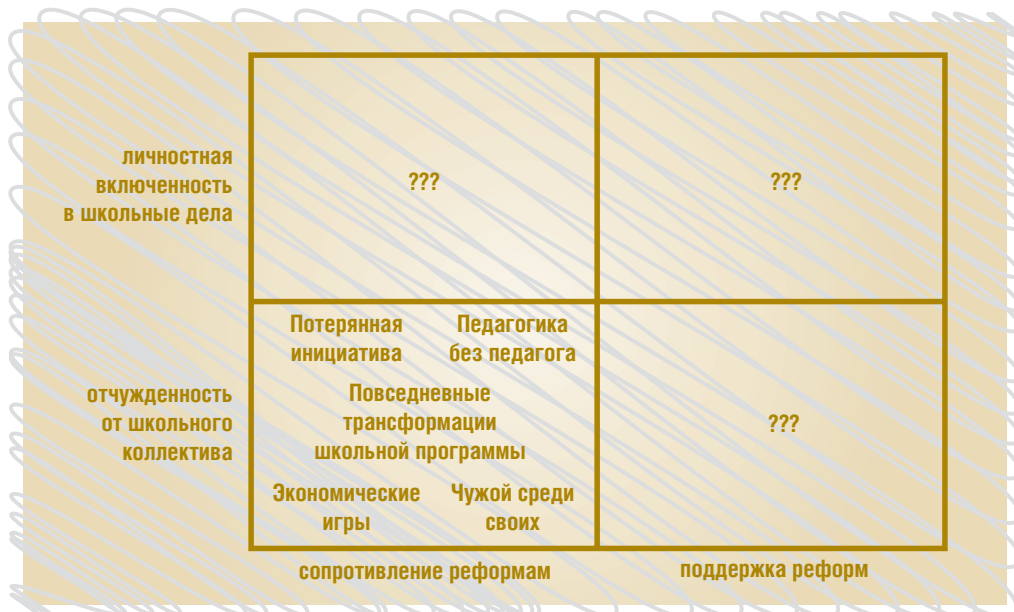 личностная
включенность
в школьные дела
???
???
Потерянная
инициатива
Педагогика
без педагога
Повседневные
трансформации
школьной программы
Экономические
игры
Чужой среди
своих
отчужденность
от школьного
коллектива
???
сопротивление реформам
поддержка реформ